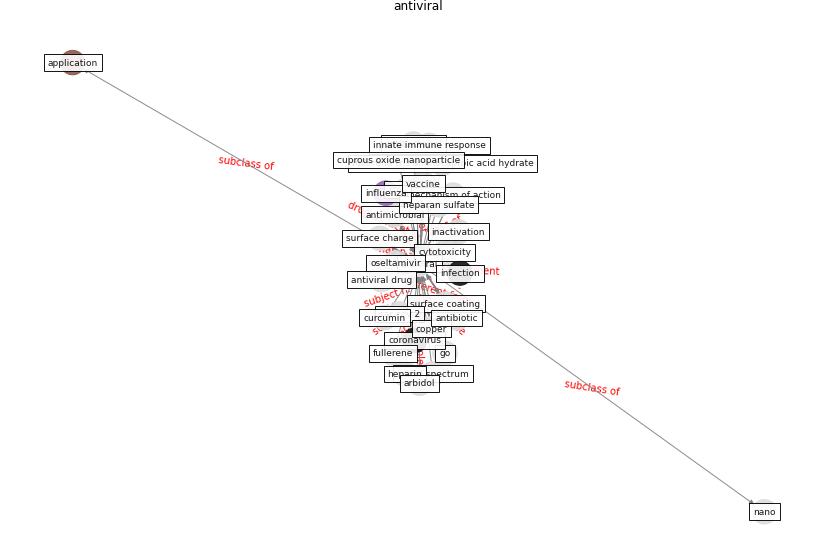 antiviral
application
subclass of
innate immune response
cuprous oxide nanoparticle
acid hydrate
vaccine
influenza
of action
heparan sulfate
antimicrobial
inactivation
surface charge
cytotoxicity
oseltamivir
infection
antiviral drug
subject
surface coating
2
curcumin
antibiotic
copper
coronavirus
fullerene
go
heparin
spectrum
arbidol
subclass of
nano